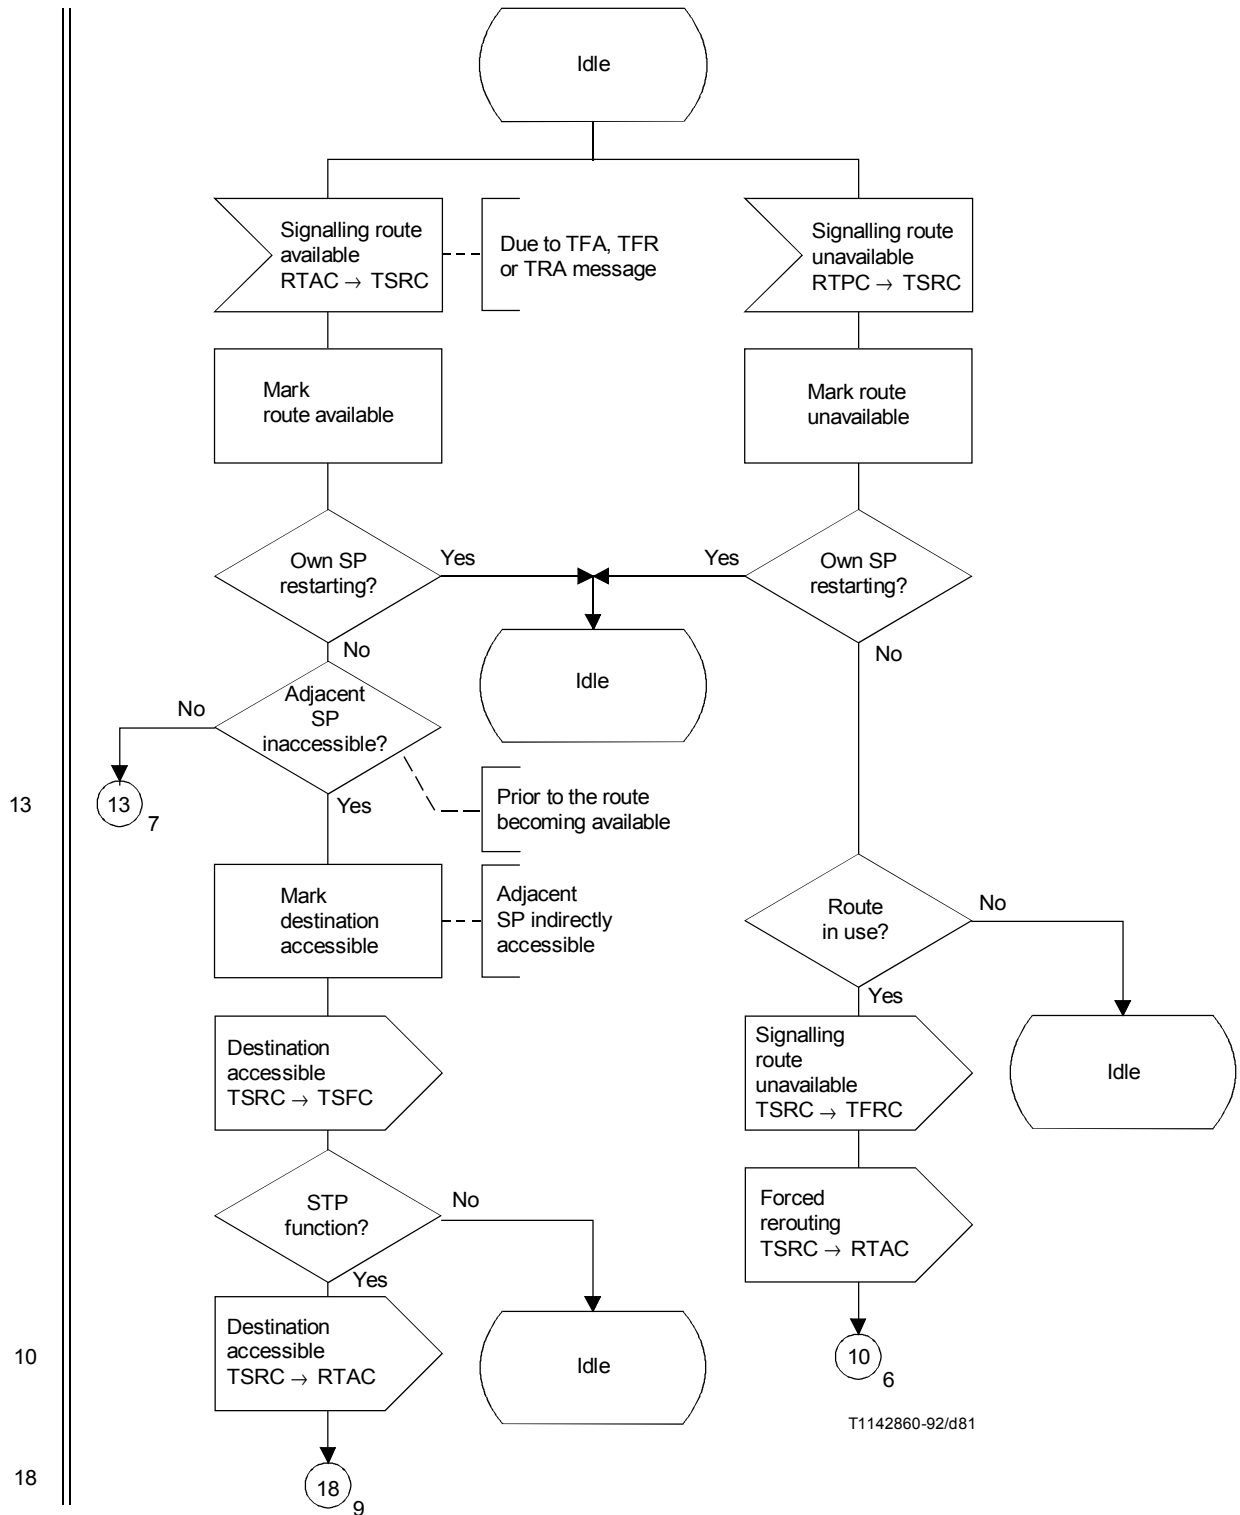 Idle
Signalling route
available
RTAC → TSRC
Due to TFA, TFR
or TRA message
Signalling route
unavailable
RTPC → TSRC
Mark
route available
Mark route
unavailable
Own SP
restarting?
Yes
Yes
Own SP
restarting?
No
No
Idle
Adjacent
SP
inaccessible?
No
13
13
7
Yes
Prior to the route
becoming available
Mark
destination
accessible
Adjacent
SP indirectly
accessible
Route
in use?
No
Yes
Destination
accessible
TSRC → TSFC
Signalling
route
unavailable
TSRC → TFRC
Idle
STP
function?
No
Yes
Forced
rerouting
TSRC → RTAC
Destination
accessible
TSRC → RTAC
Idle
10
10
6
T1142860-92/d81
18
18
9